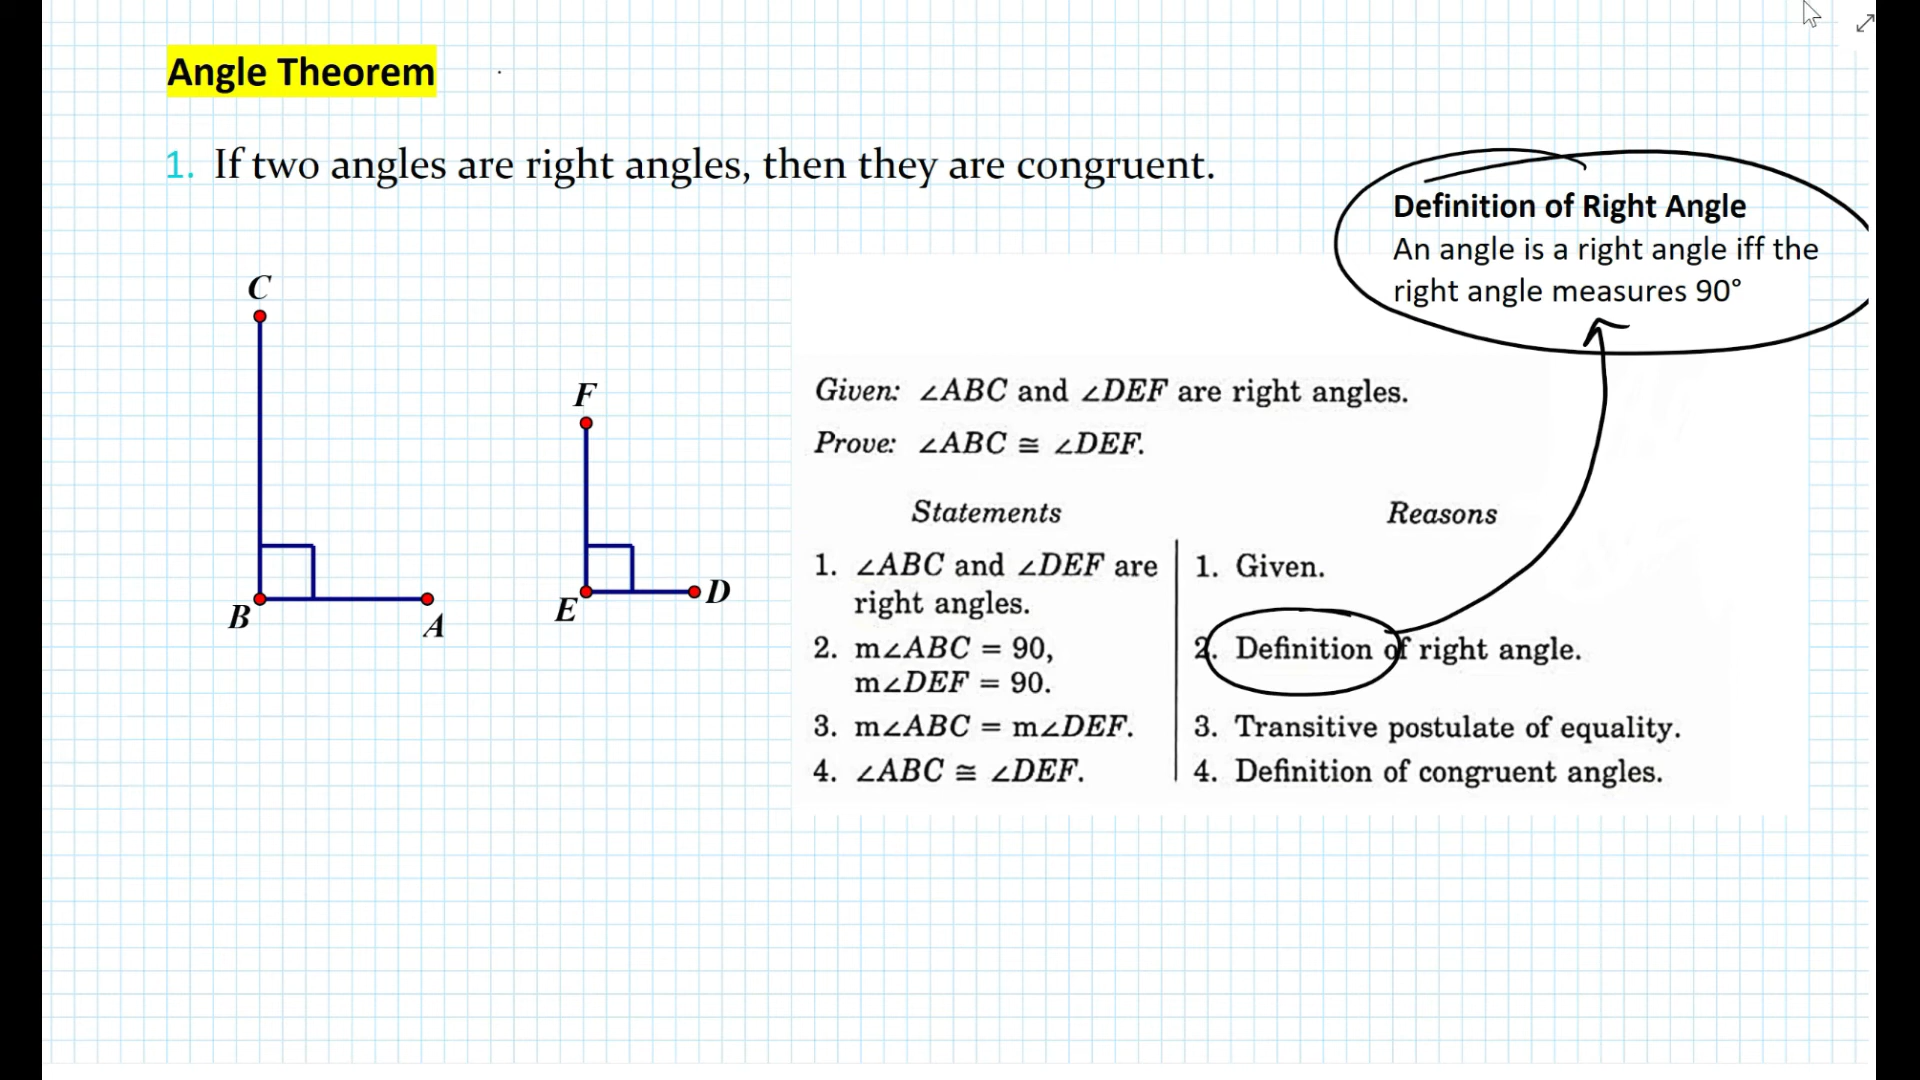 Angle Theorem
1. If two angles are right angles, then they are congruent.
Definition of Right Angle
An angle is a right angle iff the
right angle measures 90°
C
B
A
F
E
D
Given: ∠ABC and ∠DEF are right angles.
Prove: ∠ABC ≅ ∠DEF.
Statements
Reasons
1. ∠ABC and ∠DEF are
right angles.
1. Given.
2. m∠ABC = 90,
m∠DEF = 90.
2. Definition of right angle.
3. m∠ABC = m∠DEF.
3. Transitive postulate of equality.
4. ∠ABC ≅ ∠DEF.
4. Definition of congruent angles.